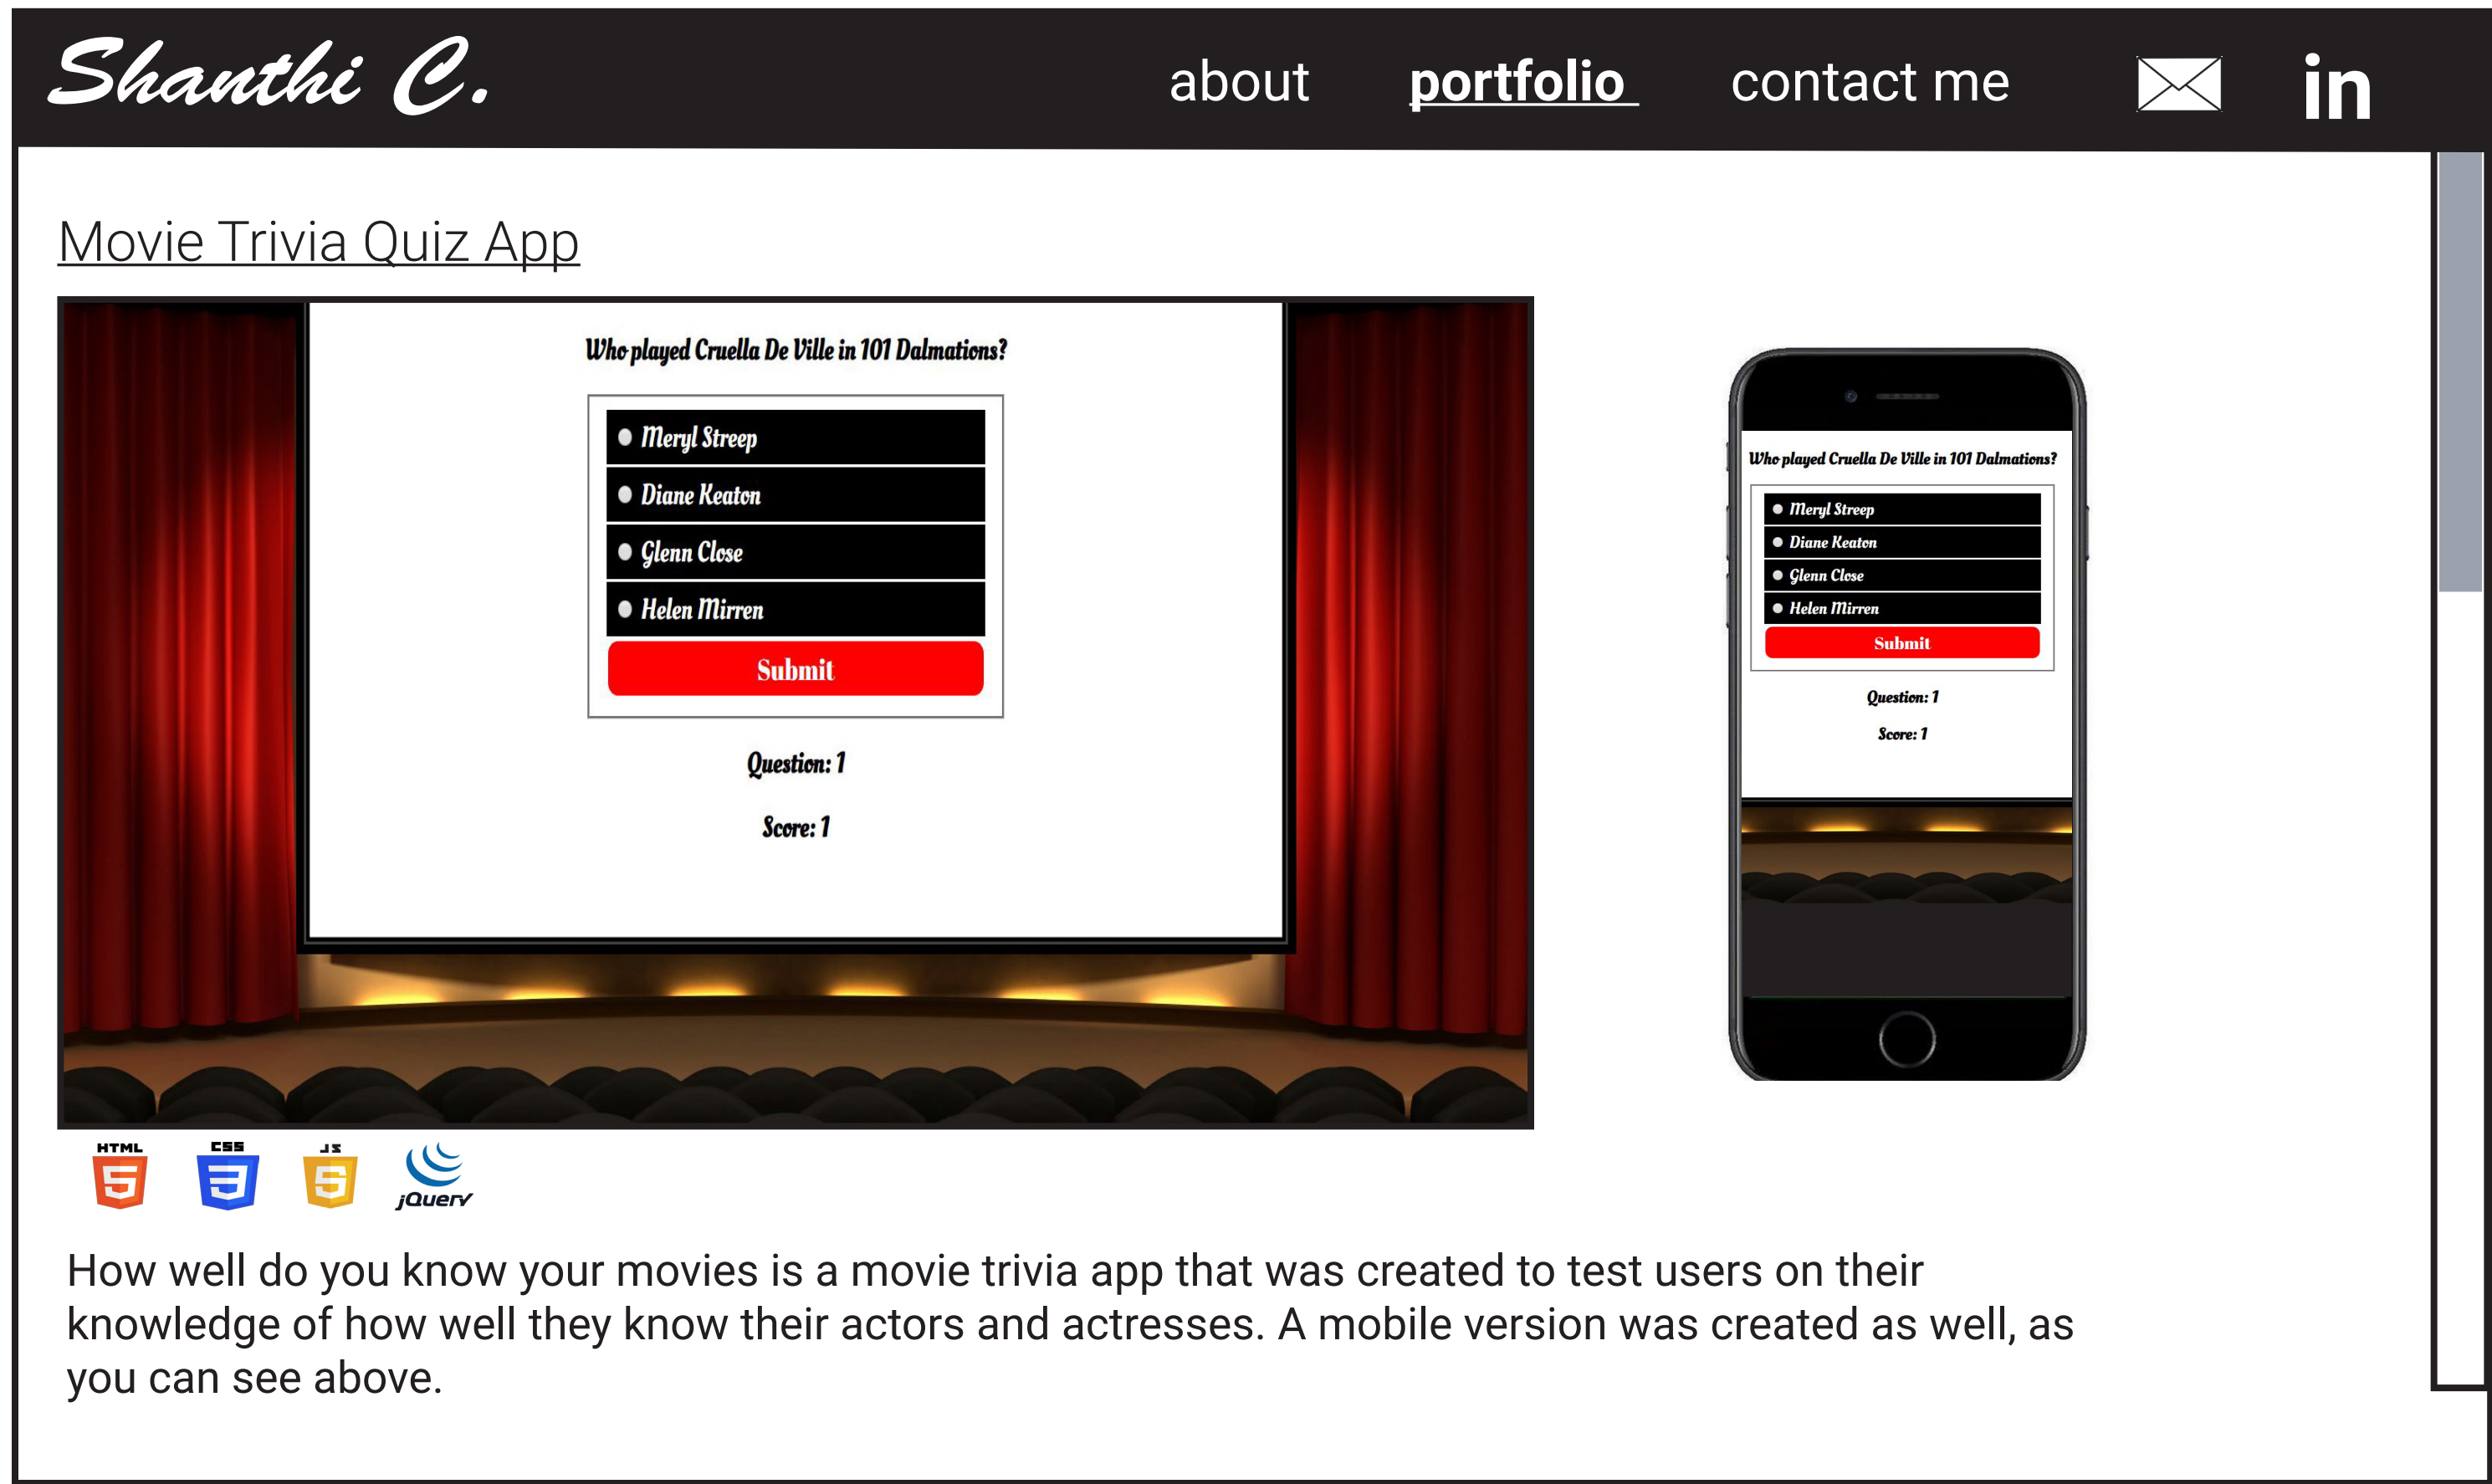 Shanthi C.
about portfolio contact me in
Movie Trivia Quiz App
Who played Cruella De Ville in 101 Dalmations?
Meryl Streep
Diane Keaton
Glenn Close
Helen Mirren
Submit
Question: 1
Score: 1
Who played Cruella De Ville in 101 Dalmations?
Meryl Streep
Diane Keaton
Glenn Close
Helen Mirren
Submit
Question: 1
Score: 1
HTML 5 CSS 3 JS 5 jQuery
How well do you know your movies is a movie trivia app that was created to test users on their
knowledge of how well they know their actors and actresses. A mobile version was created as well, as
you can see above.